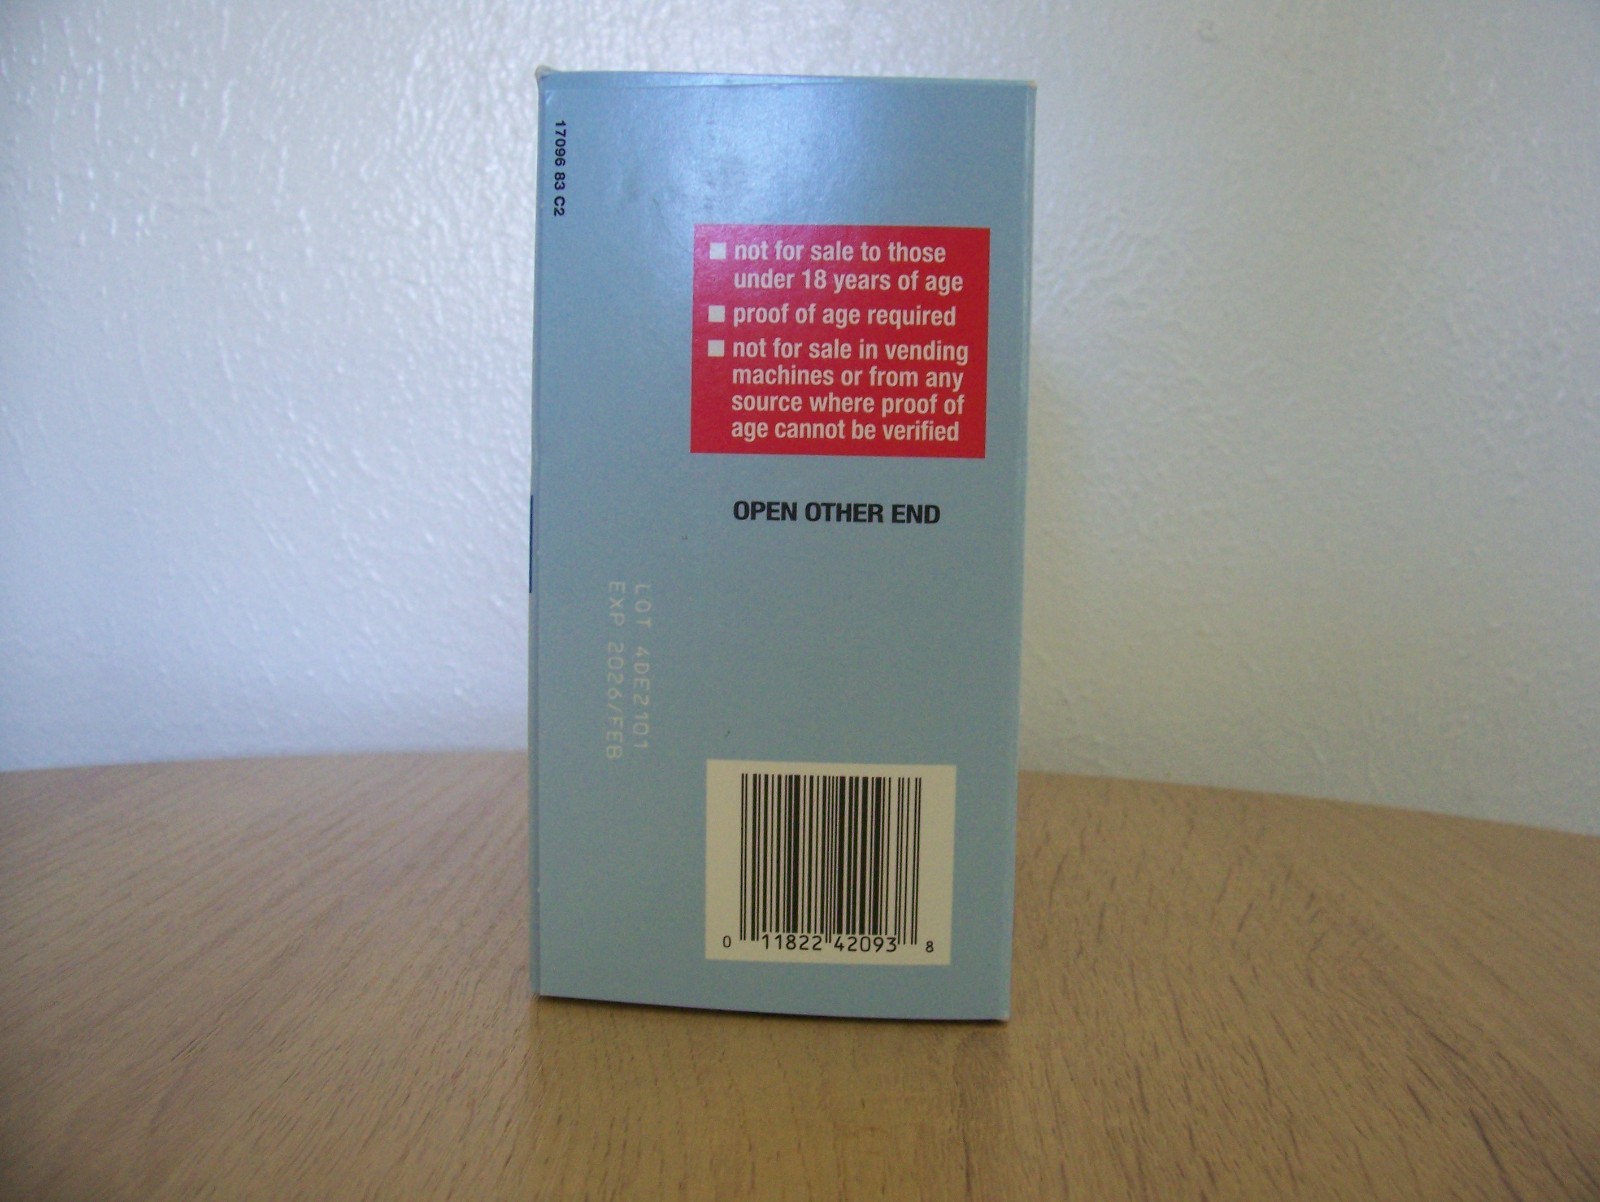 17096 83 C2
not for sale to those
under 18 years of age
proof of age required
not for sale in vending
machines or from any
source where proof of
age cannot be verified
OPEN OTHER END
LOT 4DE2101
EXP 2026/FEB
0 11822 42093 8